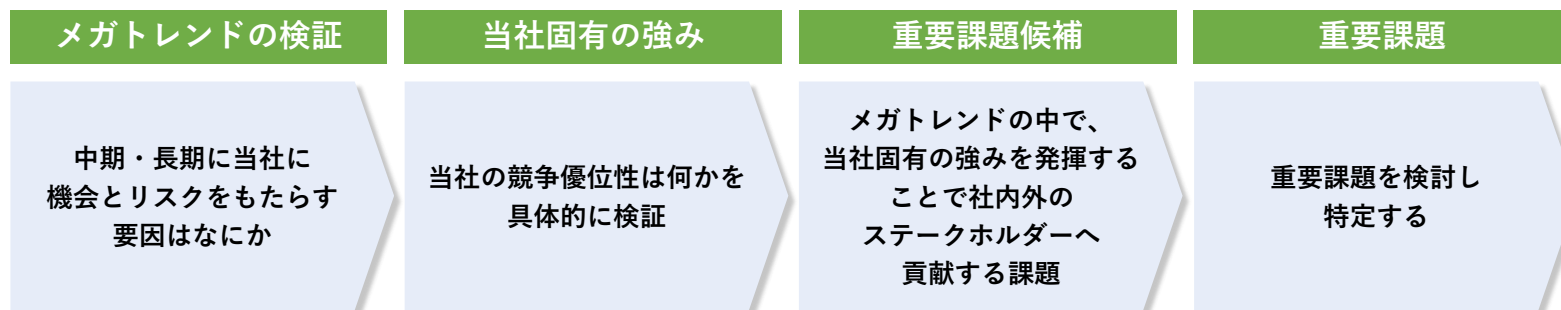 メガトレンドの検証
中期・長期に当社に
機会とリスクをもたらす
要因はなにか
当社固有の強み
当社の競争優位性は何かを
具体的に検証
重要課題候補
メガトレンドの中で、
当社固有の強みを発揮する
ことで社内外の
ステークホルダーへ
貢献する課題
重要課題
重要課題を検討し
特定する